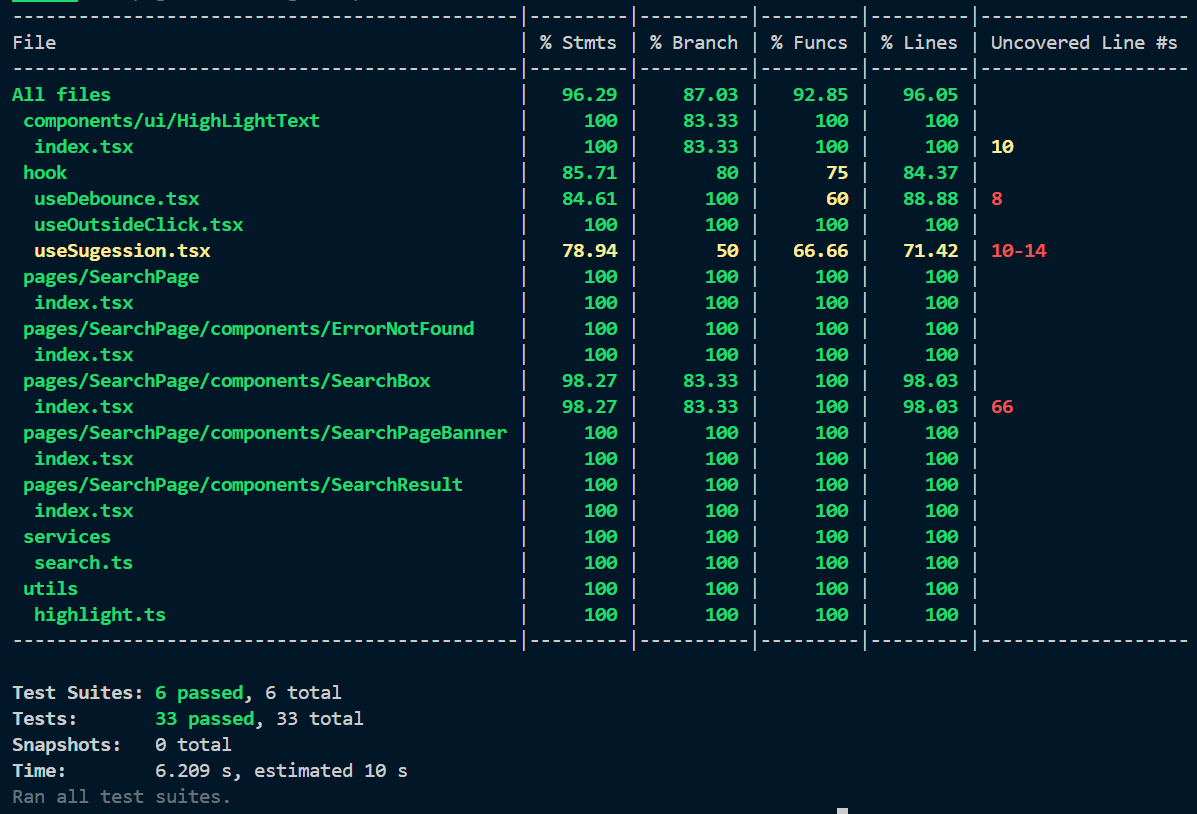 ---------------------------------------------|---------|----------|---------|---------|-------------------
File                                         | % Stmts | % Branch | % Funcs | % Lines | Uncovered Line #s
---------------------------------------------|---------|----------|---------|---------|-------------------
All files                                    |   96.29 |    87.03 |   92.85 |   96.05 |
 components/ui/HighLightText                 |     100 |    83.33 |     100 |     100 |
  index.tsx                                  |     100 |    83.33 |     100 |     100 | 10
 hook                                        |   85.71 |       80 |      75 |   84.37 |
  useDebounce.tsx                            |   84.61 |      100 |      60 |   88.88 | 8
  useOutsideClick.tsx                        |     100 |      100 |     100 |     100 |
  useSugession.tsx                           |   78.94 |       50 |   66.66 |   71.42 | 10-14
 pages/SearchPage                            |     100 |      100 |     100 |     100 |
  index.tsx                                  |     100 |      100 |     100 |     100 |
 pages/SearchPage/components/ErrorNotFound   |     100 |      100 |     100 |     100 |
  index.tsx                                  |     100 |      100 |     100 |     100 |
 pages/SearchPage/components/SearchBox       |   98.27 |    83.33 |     100 |   98.03 |
  index.tsx                                  |   98.27 |    83.33 |     100 |   98.03 | 66
 pages/SearchPage/components/SearchPageBanner |     100 |      100 |     100 |     100 |
  index.tsx                                  |     100 |      100 |     100 |     100 |
 pages/SearchPage/components/SearchResult    |     100 |      100 |     100 |     100 |
  index.tsx                                  |     100 |      100 |     100 |     100 |
 services                                    |     100 |      100 |     100 |     100 |
  search.ts                                  |     100 |      100 |     100 |     100 |
 utils                                       |     100 |      100 |     100 |     100 |
  highlight.ts                               |     100 |      100 |     100 |     100 |
---------------------------------------------|---------|----------|---------|---------|-------------------
Test Suites: 6 passed, 6 total
Tests:       33 passed, 33 total
Snapshots:   0 total
Time:        6.209 s, estimated 10 s
Ran all test suites.